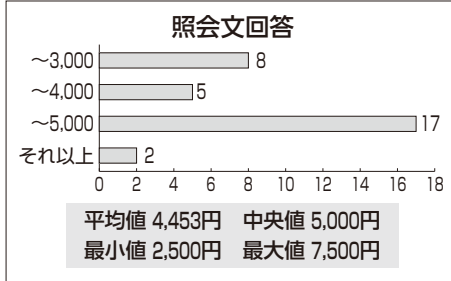 照会文回答
～3,000 8
～4,000 5
～5,000 17
それ以上 2
0 2 4 6 8 10 12 14 16 18
平均値 4,453円 中央値 5,000円
最小値 2,500円 最大値 7,500円